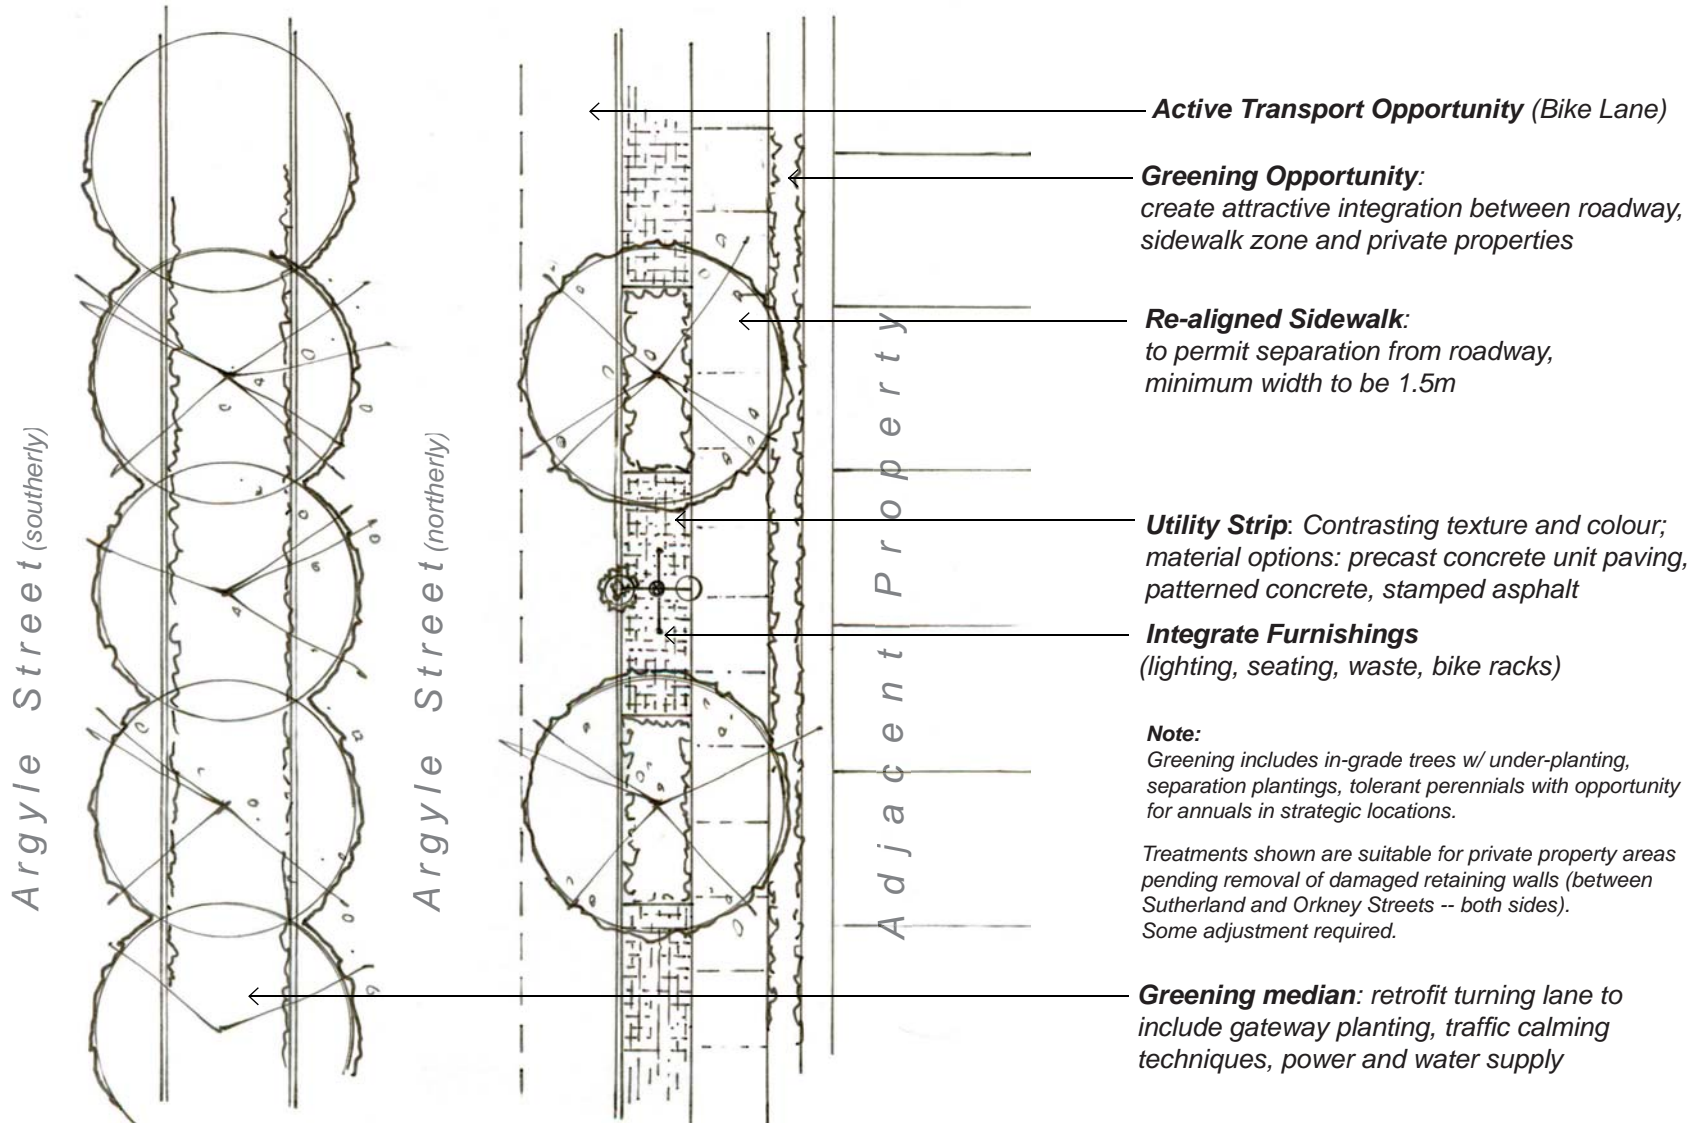 Argyle Street (southerly)
Argyle Street (northerly)
Adjacent Property
Active Transport Opportunity (Bike Lane)
Greening Opportunity:
create attractive integration between roadway,
sidewalk zone and private properties
Re-aligned Sidewalk:
to permit separation from roadway,
minimum width to be 1.5m
Utility Strip: Contrasting texture and colour;
material options: precast concrete unit paving,
patterned concrete, stamped asphalt
Integrate Furnishings
(lighting, seating, waste, bike racks)
Note:
Greening includes in-grade trees w/ under-planting,
separation plantings, tolerant perennials with opportunity
for annuals in strategic locations.
Treatments shown are suitable for private property areas
pending removal of damaged retaining walls (between
Sutherland and Orkney Streets -- both sides).
Some adjustment required.
Greening median: retrofit turning lane to
include gateway planting, traffic calming
techniques, power and water supply